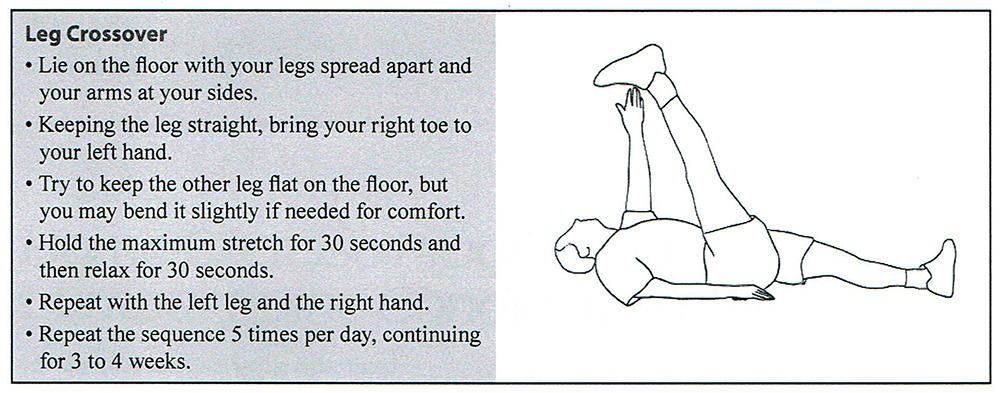 Leg Crossover
• Lie on the floor with your legs spread apart and
your arms at your sides.
• Keeping the leg straight, bring your right toe to
your left hand.
• Try to keep the other leg flat on the floor, but
you may bend it slightly if needed for comfort.
• Hold the maximum stretch for 30 seconds and
then relax for 30 seconds.
• Repeat with the left leg and the right hand.
• Repeat the sequence 5 times per day, continuing
for 3 to 4 weeks.